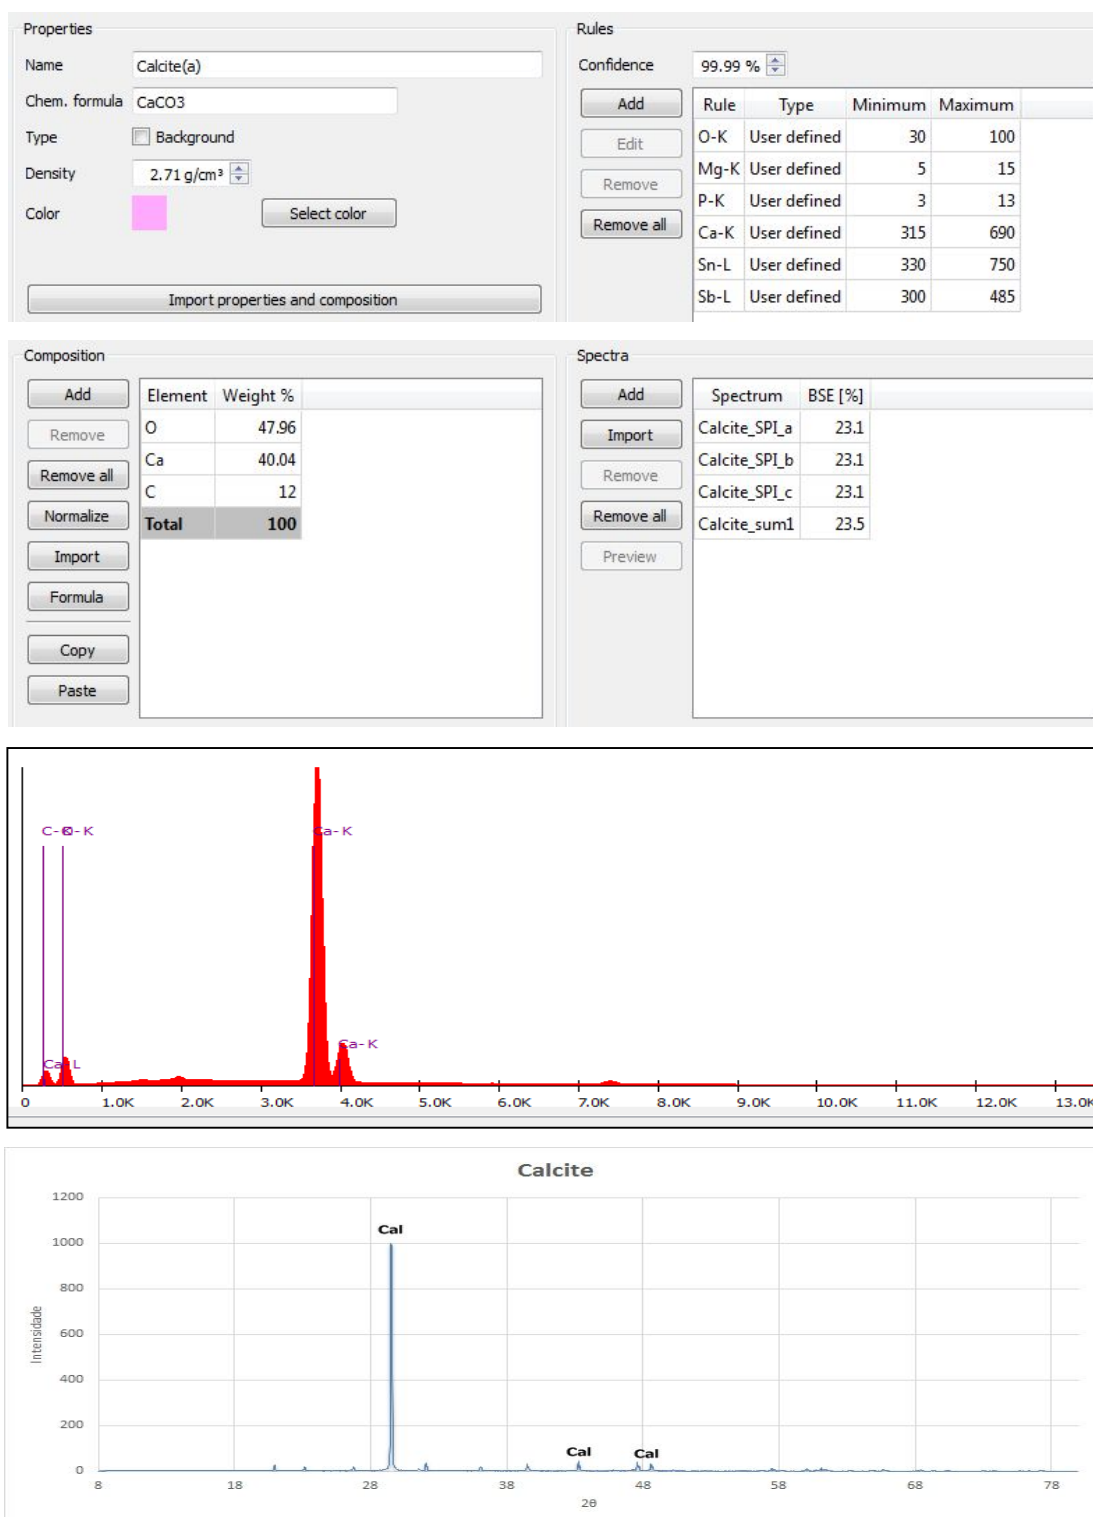 Properties
Name Calcite(a)
Chem. formula CaCO3
Type Background
Density 2.71 g/cm³
Color Select color
Import properties and composition
Rules
Confidence 99.99 %
Add
Edit
Remove
Remove all
Rule Type Minimum Maximum
O-K User defined 30 100
Mg-K User defined 5 15
P-K User defined 3 13
Ca-K User defined 315 690
Sn-L User defined 330 750
Sb-L User defined 300 485
Composition
Add
Remove
Remove all
Normalize
Import
Formula
Copy
Paste
Element Weight %
O 47.96
Ca 40.04
C 12
Total 100
Spectra
Add
Import
Remove
Remove all
Preview
Spectrum BSE [%]
Calcite_SPI_a 23.1
Calcite_SPI_b 23.1
Calcite_SPI_c 23.1
Calcite_sum1 23.5
C-K O-K Ca-K
Ca-K
Ca-L
0 1.0K 2.0K 3.0K 4.0K 5.0K 6.0K 7.0K 8.0K 9.0K 10.0K 11.0K 12.0K 13.0K
Calcite
1200
1000
800
600
400
200
0
Intensidade
Cal
Cal Cal
8 18 28 38 48 58 68 78
2θ